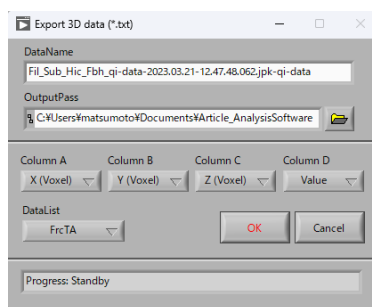 Export 3D data (*.txt)
DataName
Fil_Sub_Hic_Fbh_qi-data-2023.03.21-12.47.48.062.jpk-qi-data
OutputPass
C:¥Users¥matsumoto¥Documents¥Article_AnalysisSoftware
Column A Column B Column C Column D
X (Voxel) Y (Voxel) Z (Voxel) Value
DataList
FrcTA OK Cancel
Progress: Standby